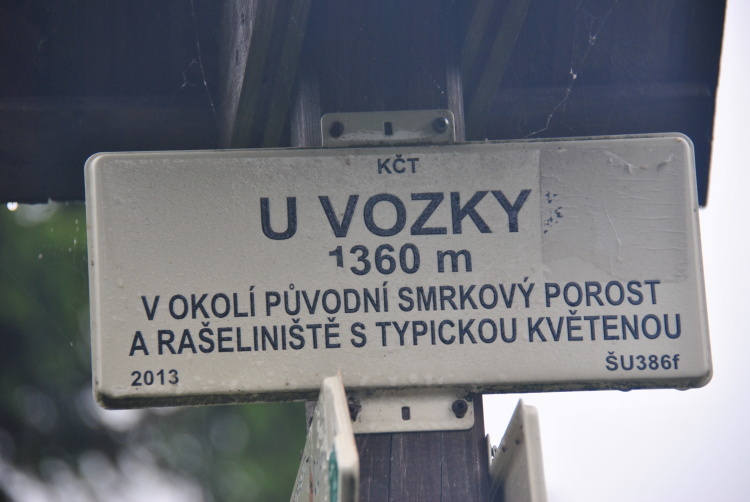 KČT
U VOZKY
1360 m
V OKOLÍ PŮVODNÍ SMRKOVÝ POROST
A RAŠELINIŠTĚ S TYPICKOU KVĚTENOU
2013 ŠU386f